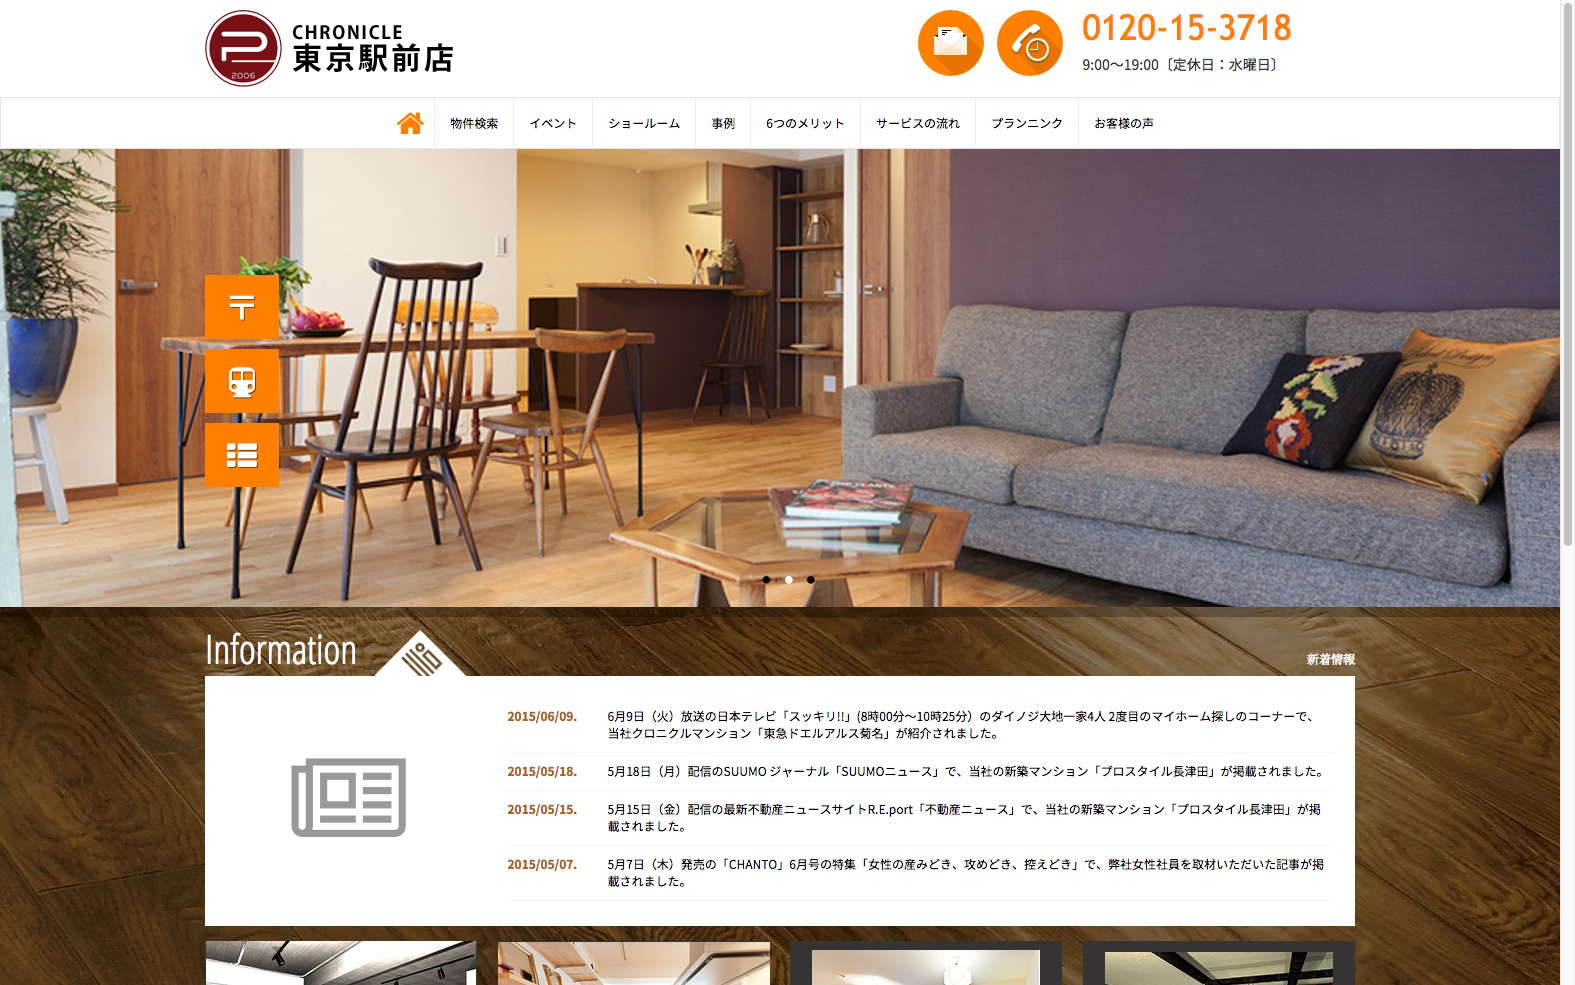 CHRONICLE
東京駅前店
2006
0120-15-3718
9:00～19:00〔定休日：水曜日〕
物件検索
イベント
ショールーム
事例
6つのメリット
サービスの流れ
プランニンク
お客様の声
〒
THE PLANTS
Information
新着情報
2015/06/09.
6月9日（火）放送の日本テレビ「スッキリ!!」(8時00分～10時25分）のダイノジ大地一家4人 2度目のマイホーム探しのコーナーで、
当社クロニクルマンション「東急ドエルアルス菊名」が紹介されました。
2015/05/18.
5月18日（月）配信のSUUMO ジャーナル「SUUMOニュース」で、当社の新築マンション「プロスタイル長津田」が掲載されました。
2015/05/15.
5月15日（金）配信の最新不動産ニュースサイトR.E.port「不動産ニュース」で、当社の新築マンション「プロスタイル長津田」が掲
載されました。
2015/05/07.
5月7日（木）発売の「CHANTO」6月号の特集「女性の産みどき、攻めどき、控えどき」で、弊社女性社員を取材いただいた記事が掲
載されました。